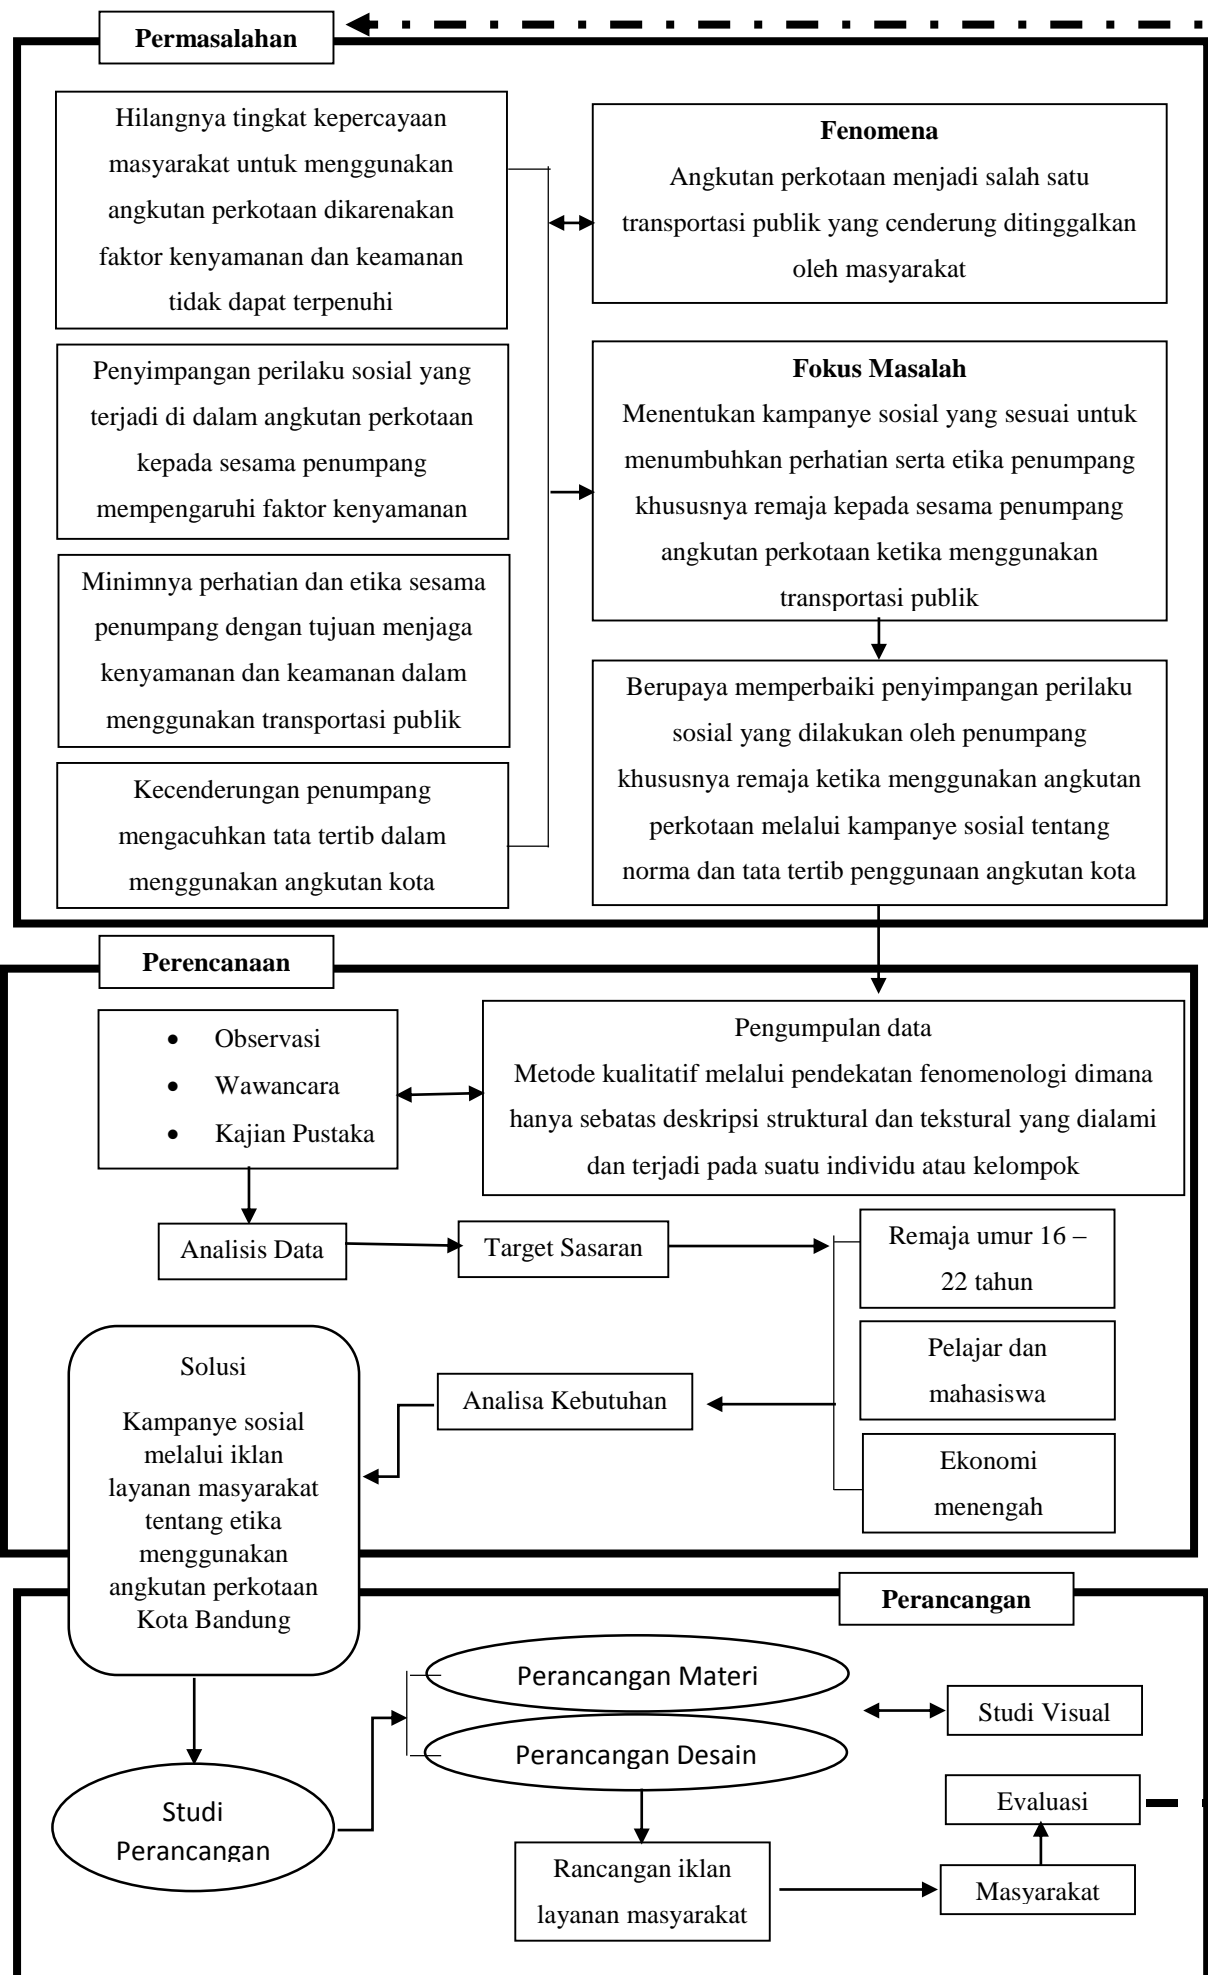 Permasalahan
Hilangnya tingkat kepercayaan
masyarakat untuk menggunakan
angkutan perkotaan dikarenakan
faktor kenyamanan dan keamanan
tidak dapat terpenuhi
Fenomena
Angkutan perkotaan menjadi salah satu
transportasi publik yang cenderung ditinggalkan
oleh masyarakat
Penyimpangan perilaku sosial yang
terjadi di dalam angkutan perkotaan
kepada sesama penumpang
mempengaruhi faktor kenyamanan
Fokus Masalah
Menentukan kampanye sosial yang sesuai untuk
menumbuhkan perhatian serta etika penumpang
khususnya remaja kepada sesama penumpang
angkutan perkotaan ketika menggunakan
transportasi publik
Minimnya perhatian dan etika sesama
penumpang dengan tujuan menjaga
kenyamanan dan keamanan dalam
menggunakan transportasi publik
Berupaya memperbaiki penyimpangan perilaku
sosial yang dilakukan oleh penumpang
khususnya remaja ketika menggunakan angkutan
perkotaan melalui kampanye sosial tentang
norma dan tata tertib penggunaan angkutan kota
Kecenderungan penumpang
mengacuhkan tata tertib dalam
menggunakan angkutan kota
Perencanaan
• Observasi
• Wawancara
• Kajian Pustaka
Pengumpulan data
Metode kualitatif melalui pendekatan fenomenologi dimana
hanya sebatas deskripsi struktural dan tekstural yang dialami
dan terjadi pada suatu individu atau kelompok
Analisis Data
Target Sasaran
Remaja umur 16 –
22 tahun
Pelajar dan
mahasiswa
Ekonomi
menengah
Analisa Kebutuhan
Solusi
Kampanye sosial
melalui iklan
layanan masyarakat
tentang etika
menggunakan
angkutan perkotaan
Kota Bandung
Perancangan
Perancangan Materi
Perancangan Desain
Studi Visual
Studi
Perancangan
Rancangan iklan
layanan masyarakat
Evaluasi
Masyarakat